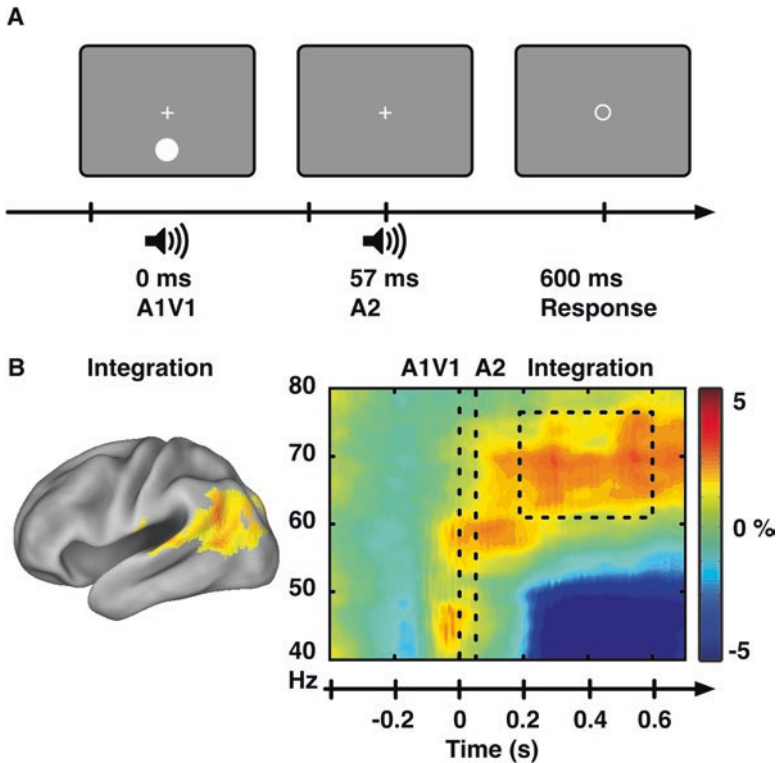 A
0 ms 57 ms 600 ms
A1V1 A2 Response
B Integration A1V1 A2 Integration
80
70
60
50
40
Hz
5
0 %
-5
-0.2 0 0.2 0.4 0.6
Time (s)